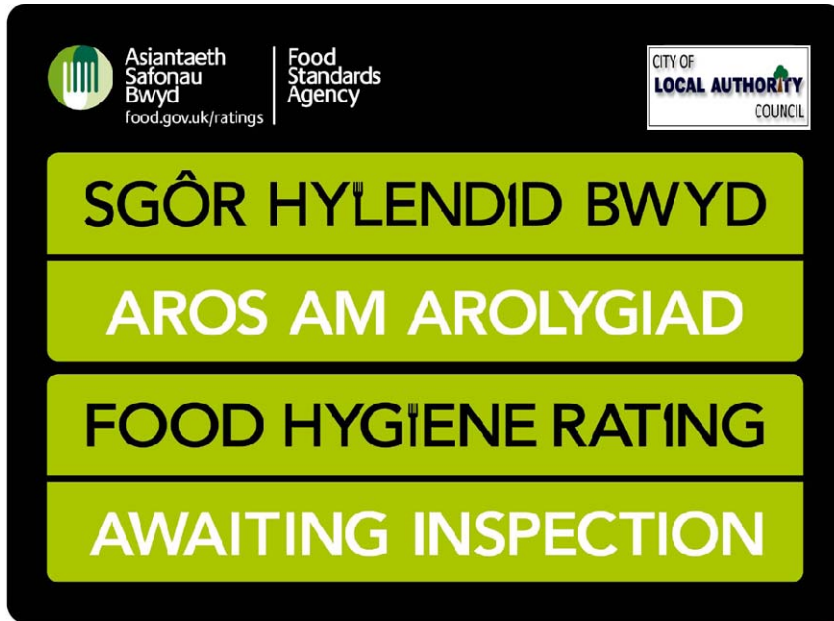 Asiantaeth
Safonau
Bwyd
food.gov.uk/ratings
Food
Standards
Agency
CITY OF
LOCAL AUTHORITY
COUNCIL
SGÔR HYLENDID BWYD
AROS AM AROLYGIAD
FOOD HYGIENE RATING
AWAITING INSPECTION